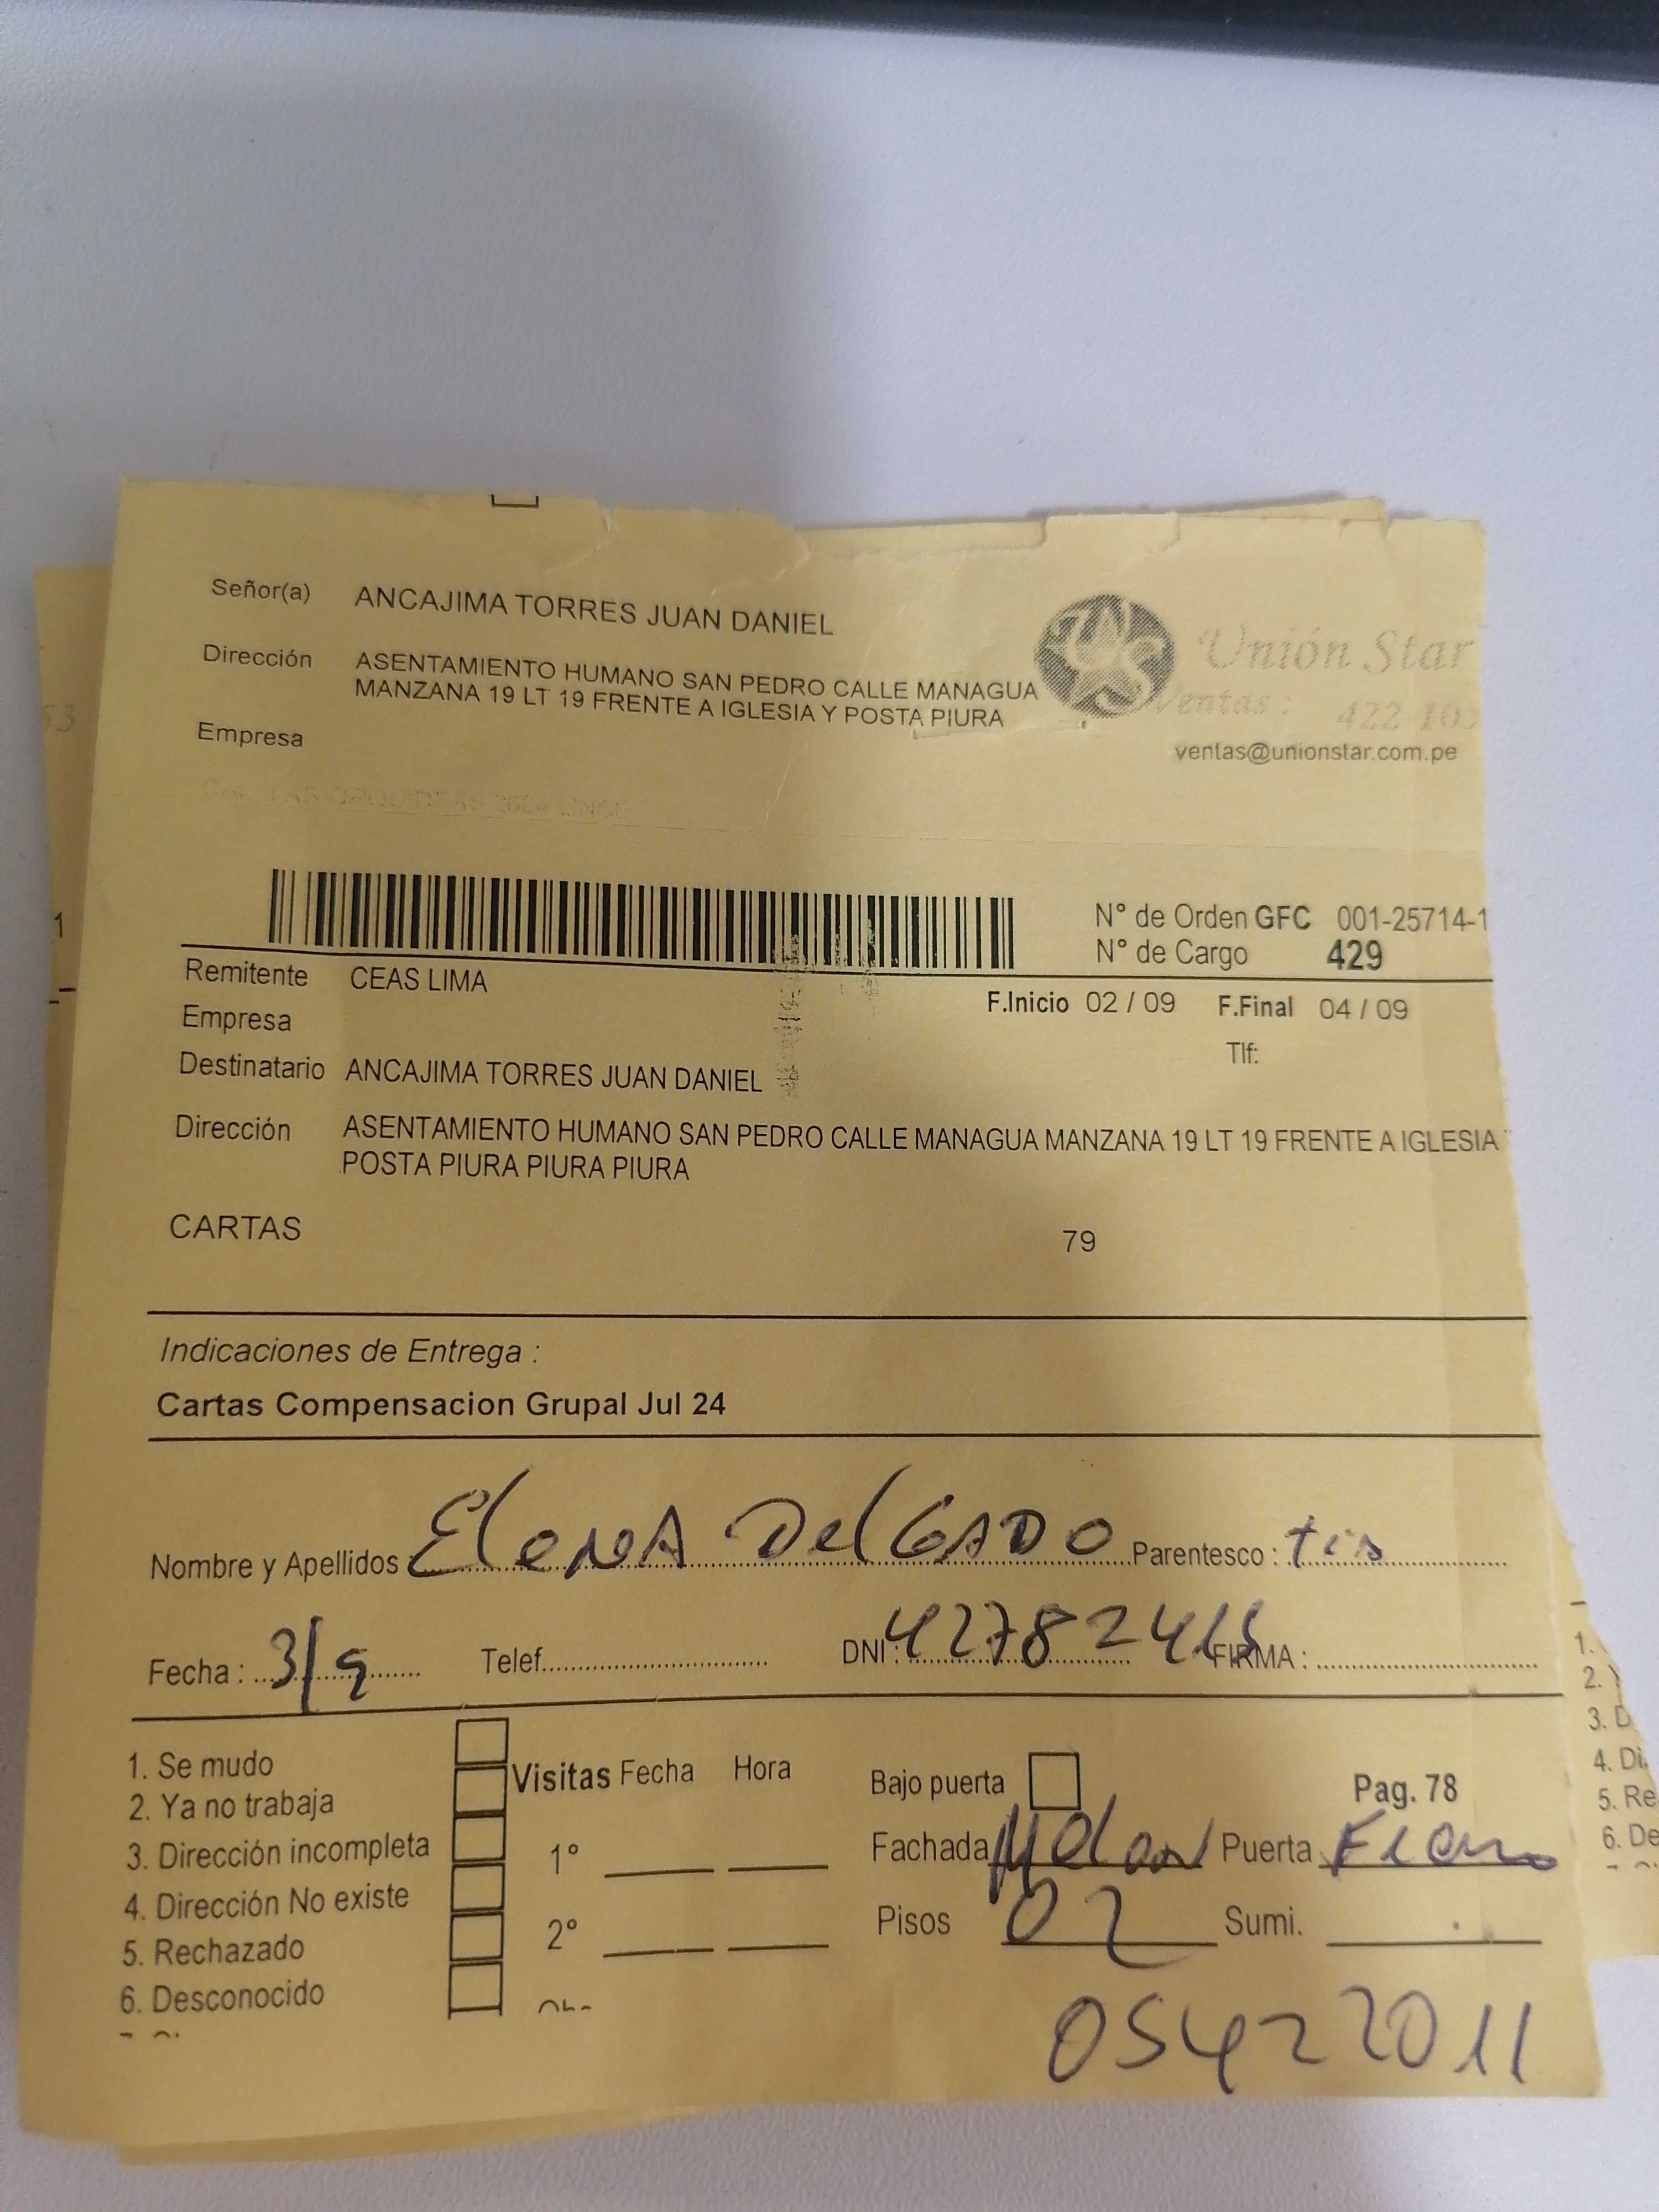 Señor(a) ANCAJIMA TORRES JUAN DANIEL
Dirección ASENTAMIENTO HUMANO SAN PEDRO CALLE MANAGUA
MANZANA 19 LT 19 FRENTE A IGLESIA Y POSTA PIURA
Empresa
Unión Star
Ventas: 422-105
ventas@unionstar.com.pe
N° de Orden GFC 001-25714-1
N° de Cargo 429
Remitente CEAS LIMA
F.Inicio 02 / 09 F.Final 04 / 09
Empresa
Tlf:
Destinatario ANCAJIMA TORRES JUAN DANIEL
Dirección ASENTAMIENTO HUMANO SAN PEDRO CALLE MANAGUA MANZANA 19 LT 19 FRENTE A IGLESIA
POSTA PIURA PIURA PIURA
CARTAS 79
Indicaciones de Entrega :
Cartas Compensacion Grupal Jul 24
Nombre y Apellidos : Elena DelGADO Parentesco : tia
Fecha : 3/9 Telef. DNI : FIRMA :
1. Se mudo
2. Ya no trabaja
3. Dirección incompleta
4. Dirección No existe
5. Rechazado
6. Desconocido
Visitas Fecha Hora
1°
2°
Bajo puerta Pag. 78
Fachada Puerta
Pisos 02 Sumi.
05422011